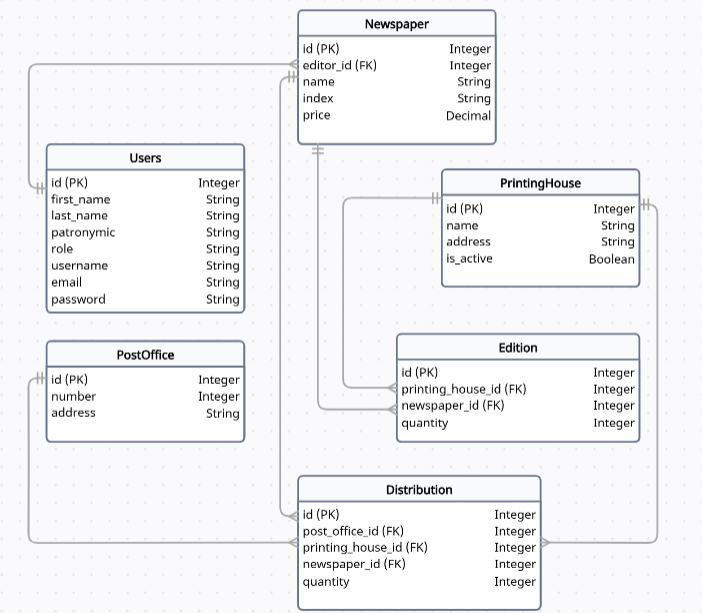 Newspaper
id (PK) Integer
editor_id (FK) Integer
name String
index String
price Decimal
Users
id (PK) Integer
first_name String
last_name String
patronymic String
role String
username String
email String
password String
PrintingHouse
id (PK) Integer
name String
address String
is_active Boolean
PostOffice
id (PK) Integer
number Integer
address String
Edition
id (PK) Integer
printing_house_id (FK) Integer
newspaper_id (FK) Integer
quantity Integer
Distribution
id (PK) Integer
post_office_id (FK) Integer
printing_house_id (FK) Integer
newspaper_id (FK) Integer
quantity Integer